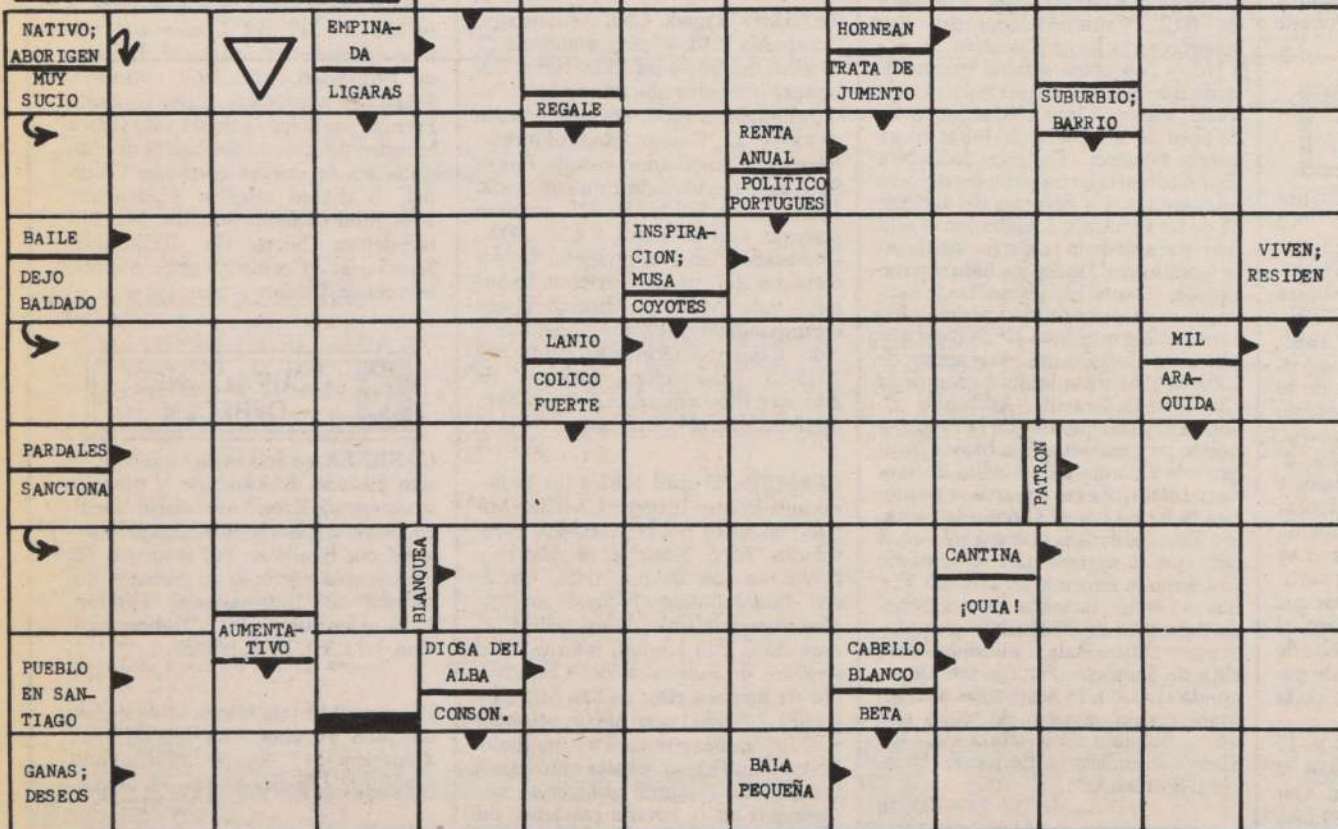 NATIVO;
ABORIGEN
MUY
SUCIO
EMPINA-
DA
LIGARAS
REGALE
HORNEAN
TRATA DE
JUMENTO
SUBURBIO;
BARRIO
RENTA
ANUAL
POLITICO
PORTUGUES
BAILE
DEJO
BALDADO
INSPIRA-
CION;
MUSA
COYOTES
VIVEN;
RESIDEN
LANIO
COLICO
FUERTE
MIL
ARA-
QUIDA
PARDALES
SANCIONA
PATRON
BLANQUEA
CANTINA
¡QUIA!
PUEBLO
EN SAN-
TIAGO
AUMENTA-
TIVO
DIOSA DEL
ALBA
CONSON.
CABELLO
BLANCO
BETA
GANAS;
DESEOS
BALA
PEQUEÑA